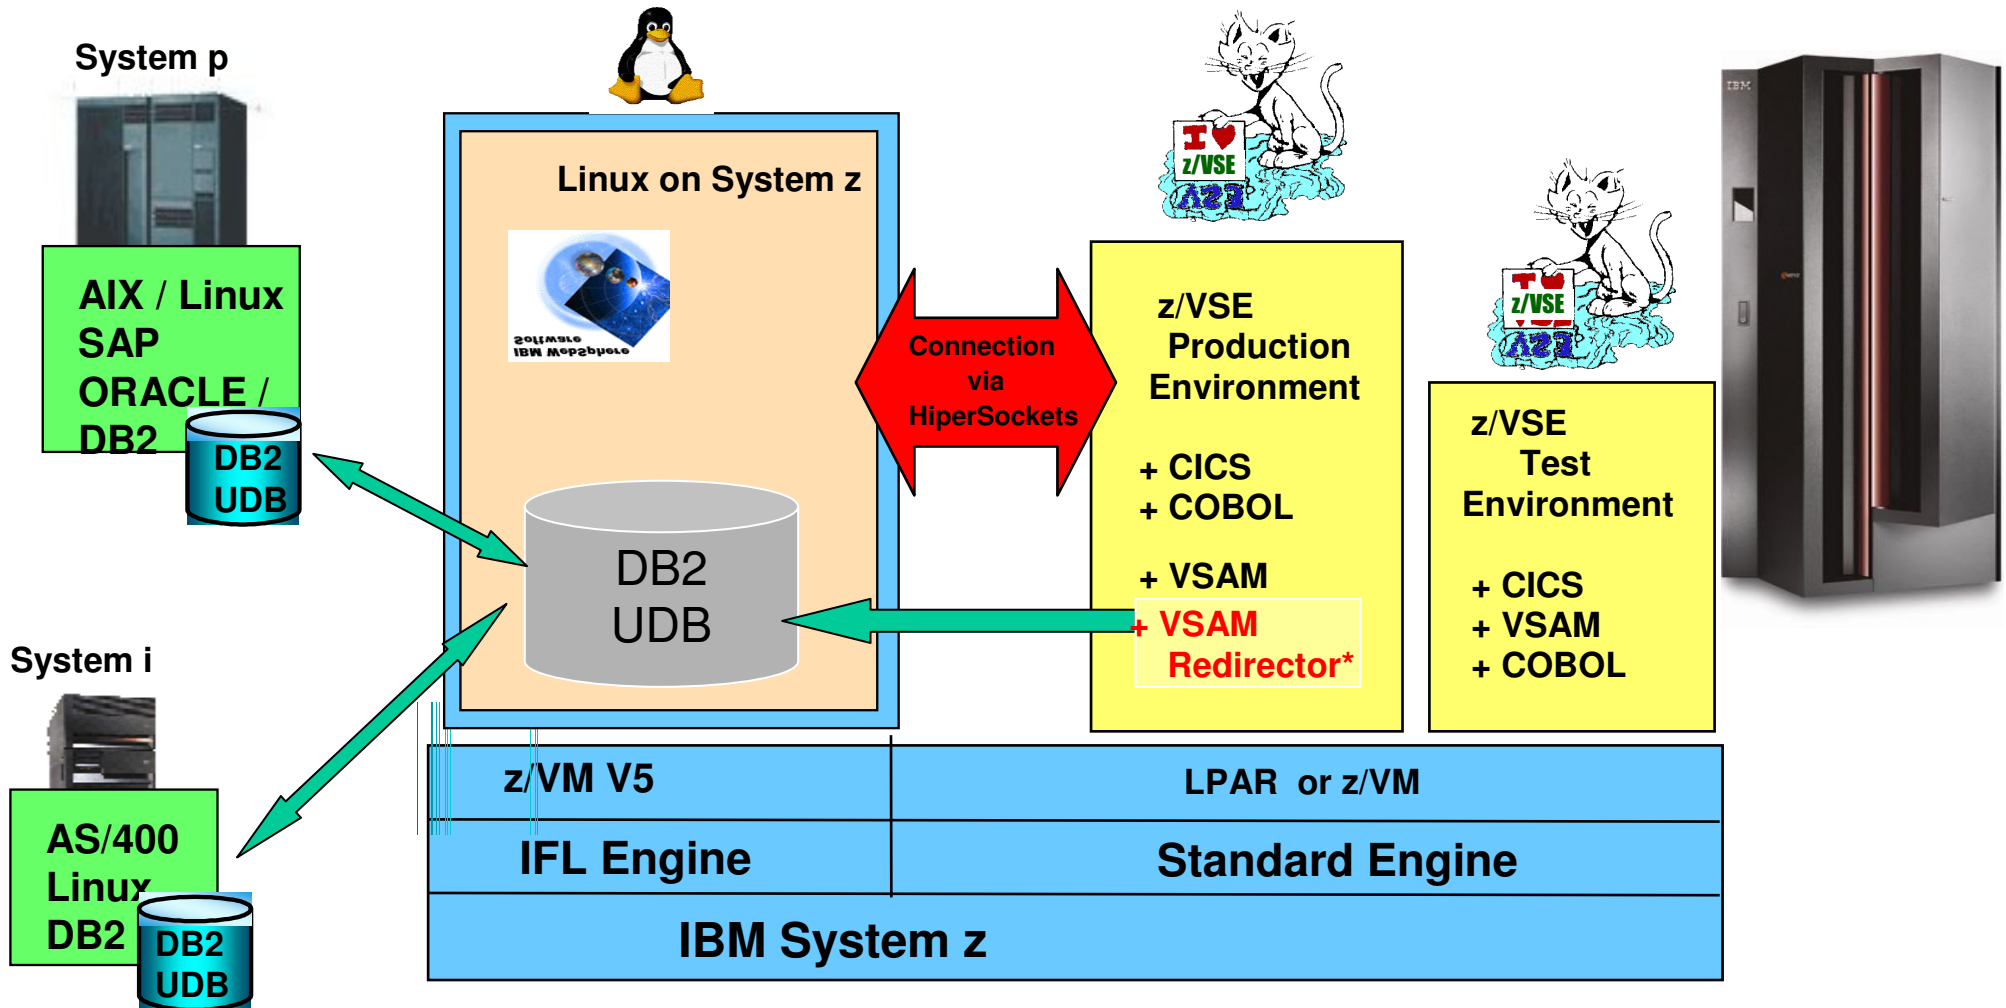 System p
AIX / Linux
SAP
ORACLE /
DB2
DB2
UDB
System i
AS/400
Linux
DB2
DB2
UDB
Linux on System z
Software
IBM WebSphere
DB2
UDB
Connection
via
HiperSockets
I
z/VSE
VSE
z/VSE
Production
Environment
+ CICS
+ COBOL
+ VSAM
+ VSAM
Redirector*
I
z/VSE
VSE
z/VSE
Test
Environment
+ CICS
+ VSAM
+ COBOL
IBM
z/VM V5
LPAR or z/VM
IFL Engine
Standard Engine
IBM System z